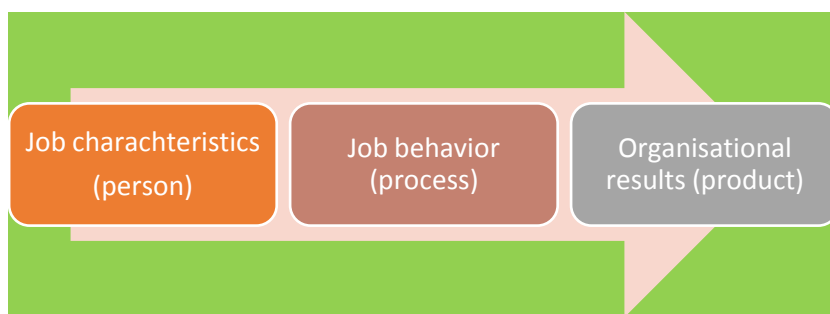 Job charachteristics
(person)
Job behavior
(process)
Organisational
results (product)